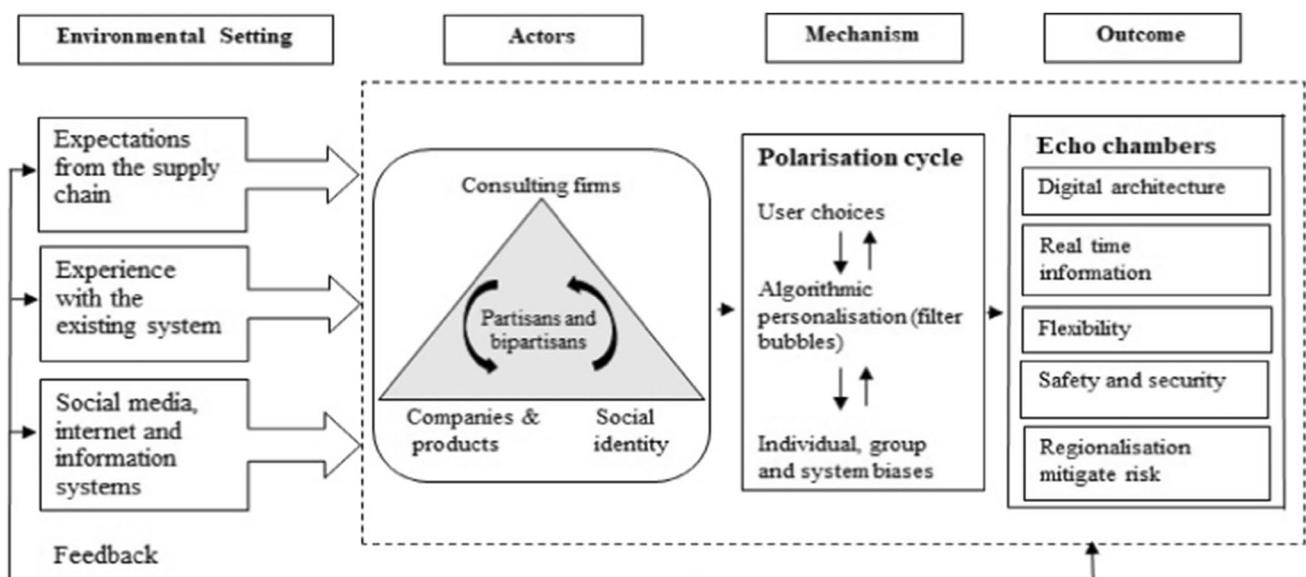 Environmental Setting
Actors
Mechanism
Outcome
Expectations
from the supply
chain
Experience
with the
existing system
Social media,
internet and
information
systems
Feedback
Consulting firms
Partisans and
bipartisans
Companies &
products
Social
identity
Polarisation cycle
User choices
Algorithmic
personalisation (filter
bubbles)
Individual, group
and system biases
Echo chambers
Digital architecture
Real time
information
Flexibility
Safety and security
Regionalisation
mitigate risk